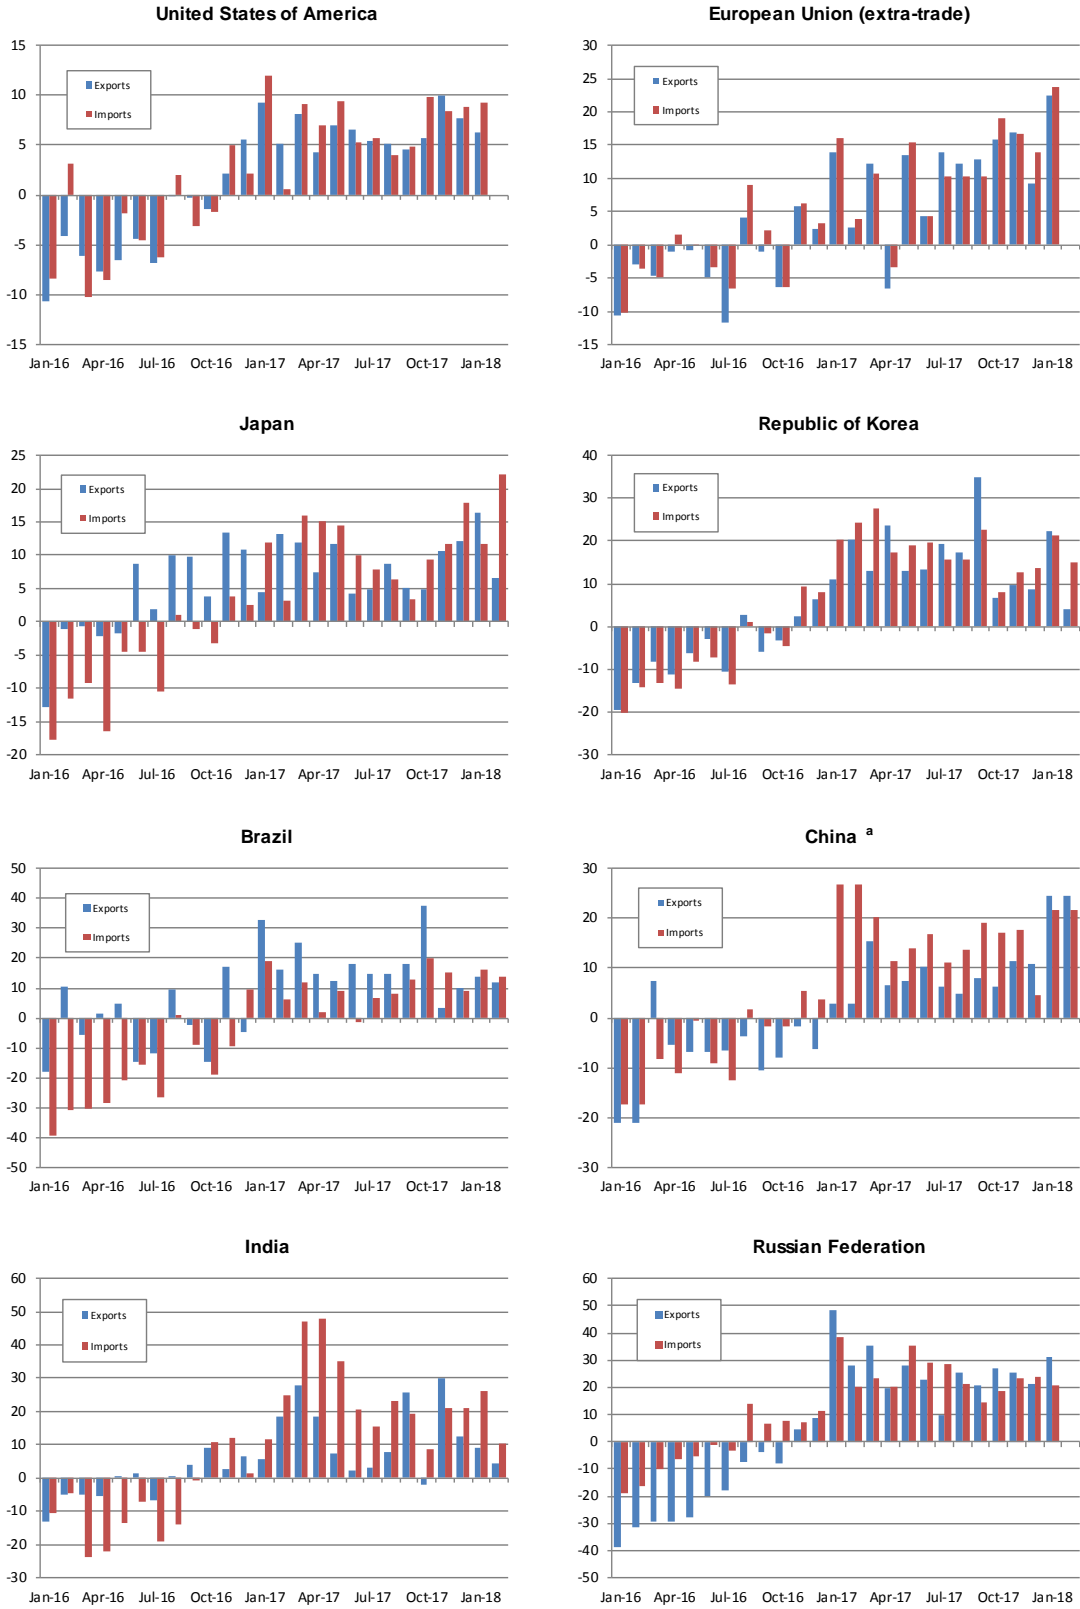 United States of America
15
10
5
0
-5
-10
-15
Exports
Imports
Jan-16 Apr-16 Jul-16 Oct-16 Jan-17 Apr-17 Jul-17 Oct-17 Jan-18
European Union (extra-trade)
30
25
20
15
10
5
0
-5
-10
-15
Exports
Imports
Jan-16 Apr-16 Jul-16 Oct-16 Jan-17 Apr-17 Jul-17 Oct-17 Jan-18
Japan
25
20
15
10
5
0
-5
-10
-15
-20
Exports
Imports
Jan-16 Apr-16 Jul-16 Oct-16 Jan-17 Apr-17 Jul-17 Oct-17 Jan-18
Republic of Korea
40
30
20
10
0
-10
-20
-30
Exports
Imports
Jan-16 Apr-16 Jul-16 Oct-16 Jan-17 Apr-17 Jul-17 Oct-17 Jan-18
Brazil
50
40
30
20
10
0
-10
-20
-30
-40
-50
Exports
Imports
Jan-16 Apr-16 Jul-16 Oct-16 Jan-17 Apr-17 Jul-17 Oct-17 Jan-18
China a
30
20
10
0
-10
-20
-30
Exports
Imports
Jan-16 Apr-16 Jul-16 Oct-16 Jan-17 Apr-17 Jul-17 Oct-17 Jan-18
India
60
50
40
30
20
10
0
-10
-20
-30
Exports
Imports
Jan-16 Apr-16 Jul-16 Oct-16 Jan-17 Apr-17 Jul-17 Oct-17 Jan-18
Russian Federation
60
50
40
30
20
10
0
-10
-20
-30
-40
-50
Exports
Imports
Jan-16 Apr-16 Jul-16 Oct-16 Jan-17 Apr-17 Jul-17 Oct-17 Jan-18